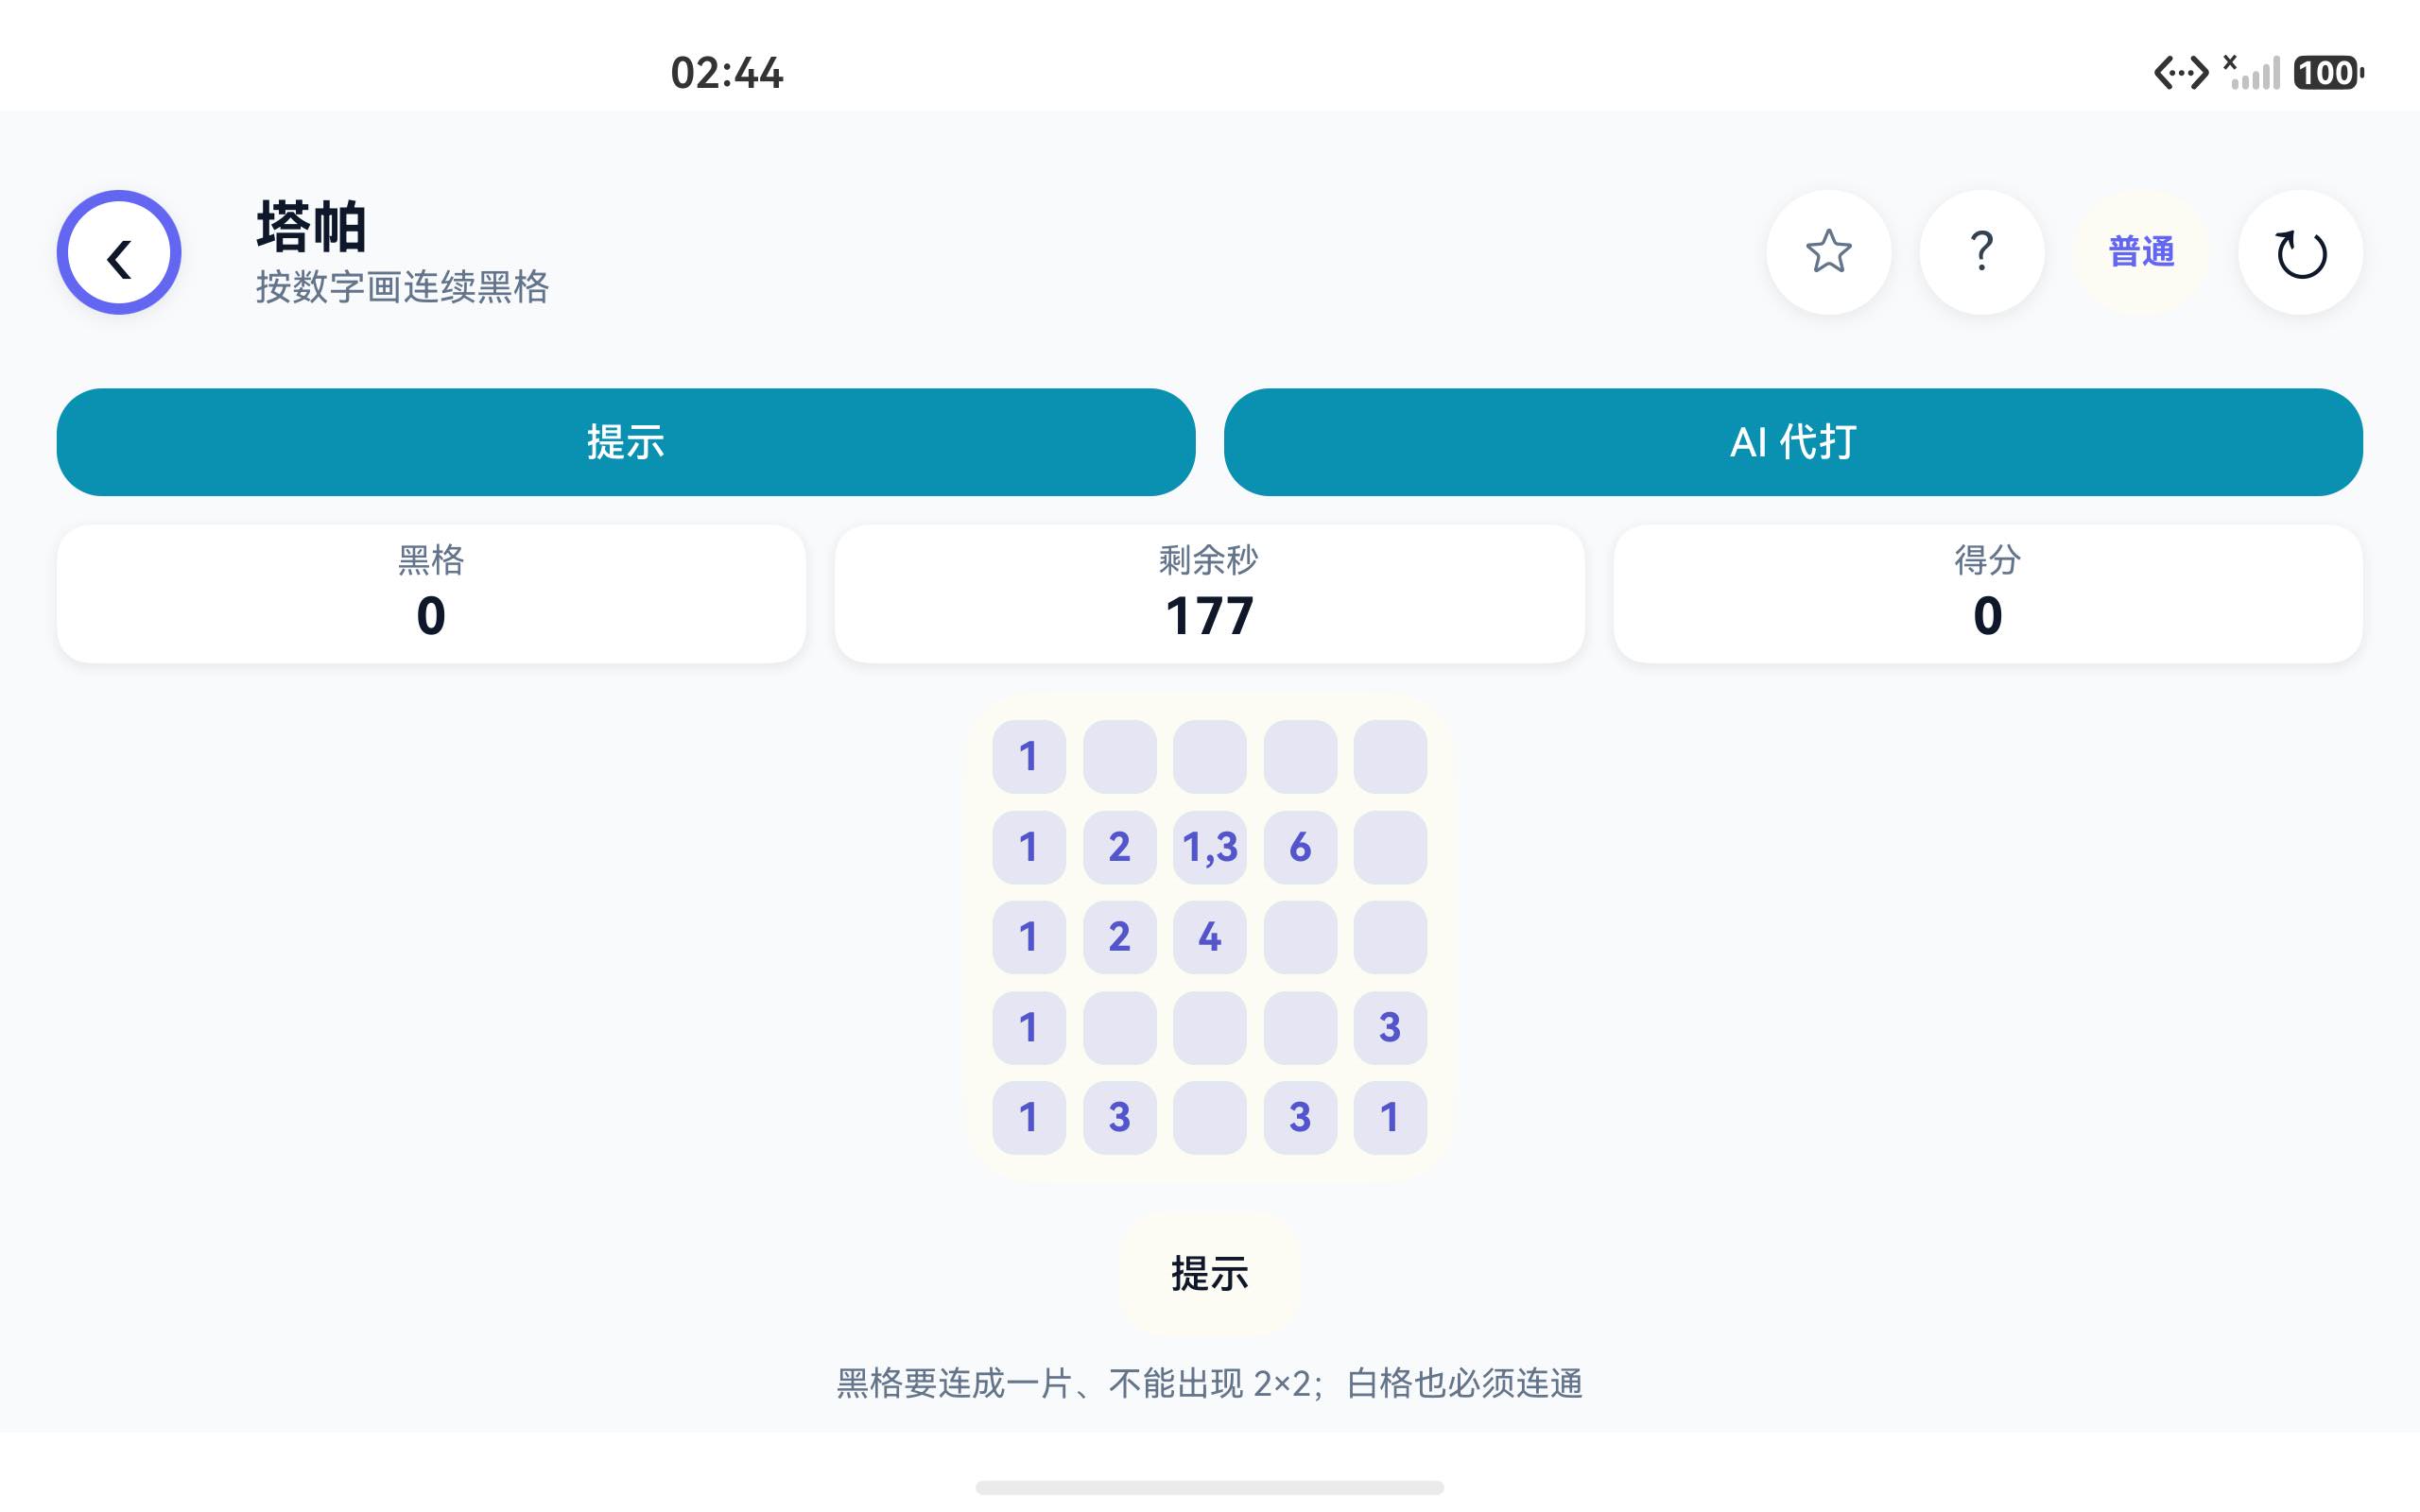 02:44
100
塔帕
按数字画连续黑格
?
普通
提示
AI 代打
黑格
0
剩余秒
177
得分
0
1
1 2 1,3 6
1 2 4
1 3
1 3 3 1
提示
黑格要连成一片、不能出现 2×2；白格也必须连通